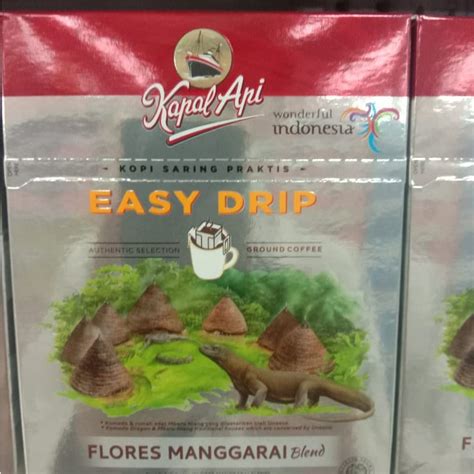 Kapal Api
wonderful
indonesia
KOPI SARING PRAKTIS
EASY DRIP
AUTHENTIC SELECTION
GROUND COFFEE
FLORES MANGGARAI Blend
F